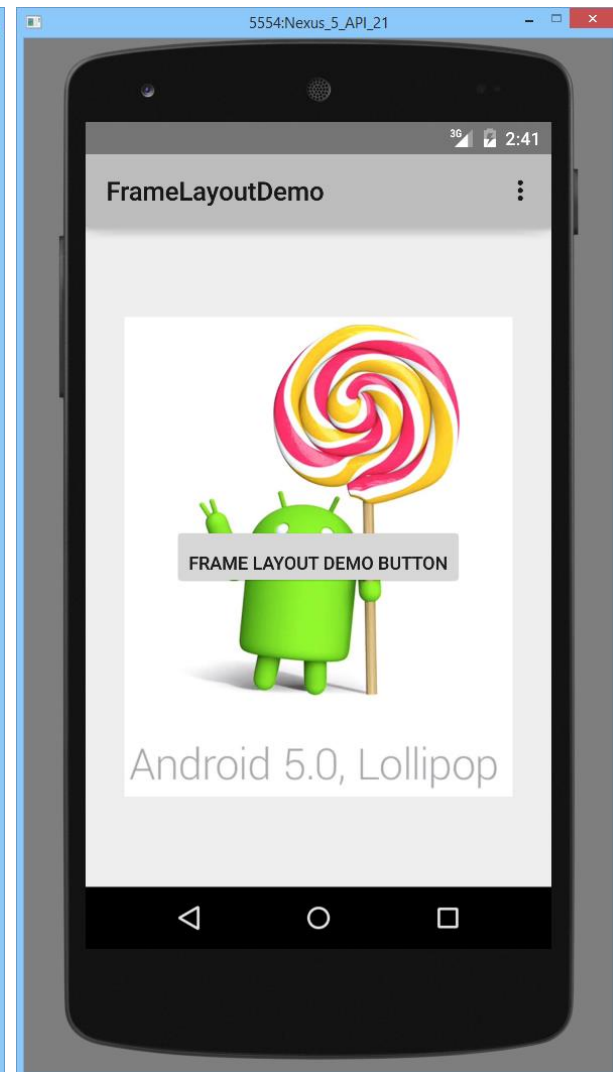 5554:Nexus_5_API_21
3G 2:41
FrameLayoutDemo
FRAME LAYOUT DEMO BUTTON
Android 5.0, Lollipop